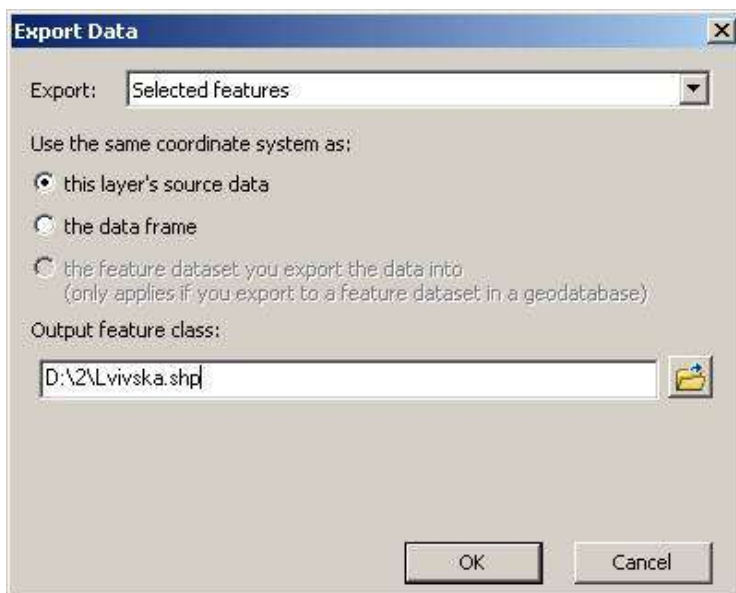 Export Data
Export: Selected features
Use the same coordinate system as:
this layer's source data
the data frame
the feature dataset you export the data into
(only applies if you export to a feature dataset in a geodatabase)
Output feature class:
D:\2\Lvivska.shp
OK Cancel